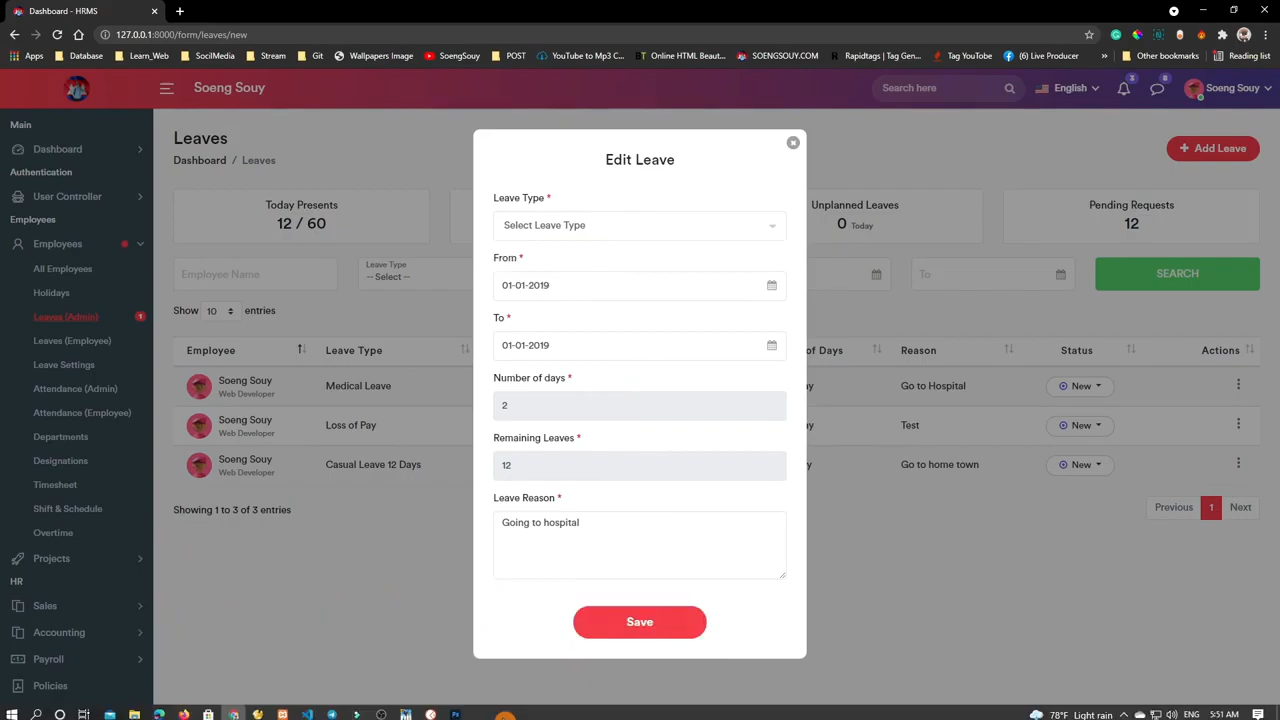 Dashboard - HRMS
127.0.0.1:8000/form/leaves/new
Apps Dashboard Learn_Web SocilMedia Stream Git Wallpapers Image SoengSouy POST YouTube to Mp3 C... Online HTML Beaut... SOENGSOUY.COM Rapidtags | Tag Gen... Tag YouTube (6) Live Producer » Other bookmarks Reading list
Soeng Souy
Search here
English
3
8
Soeng Souy
Main
Dashboard
Authentication
User Controller
Employees
Employees
All Employees
Holidays
Leaves (Admin) 1
Leaves (Employee)
Leave Settings
Attendance (Admin)
Attendance (Employee)
Departments
Designations
Timesheet
Shift & Schedule
Overtime
Projects
HR
Sales
Accounting
Payroll
Policies
Leaves
Dashboard / Leaves
+ Add Leave
Today Presents
12 / 60
Unplanned Leaves
0 Today
Pending Requests
12
Employee Name
Leave Type
-- Select --
To
SEARCH
Show 10 entries
Employee Leave Type of Days Reason Status Actions
Soeng Souy
Web Developer
Medical Leave
Go to Hospital
New
Soeng Souy
Web Developer
Loss of Pay
Test
New
Soeng Souy
Web Developer
Casual Leave 12 Days
Go to home town
New
Showing 1 to 3 of 3 entries
Previous 1 Next
Edit Leave
Leave Type *
Select Leave Type
From *
01-01-2019
To *
01-01-2019
Number of days *
2
Remaining Leaves *
12
Leave Reason *
Going to hospital
Save
78°F Light rain
5:51 AM